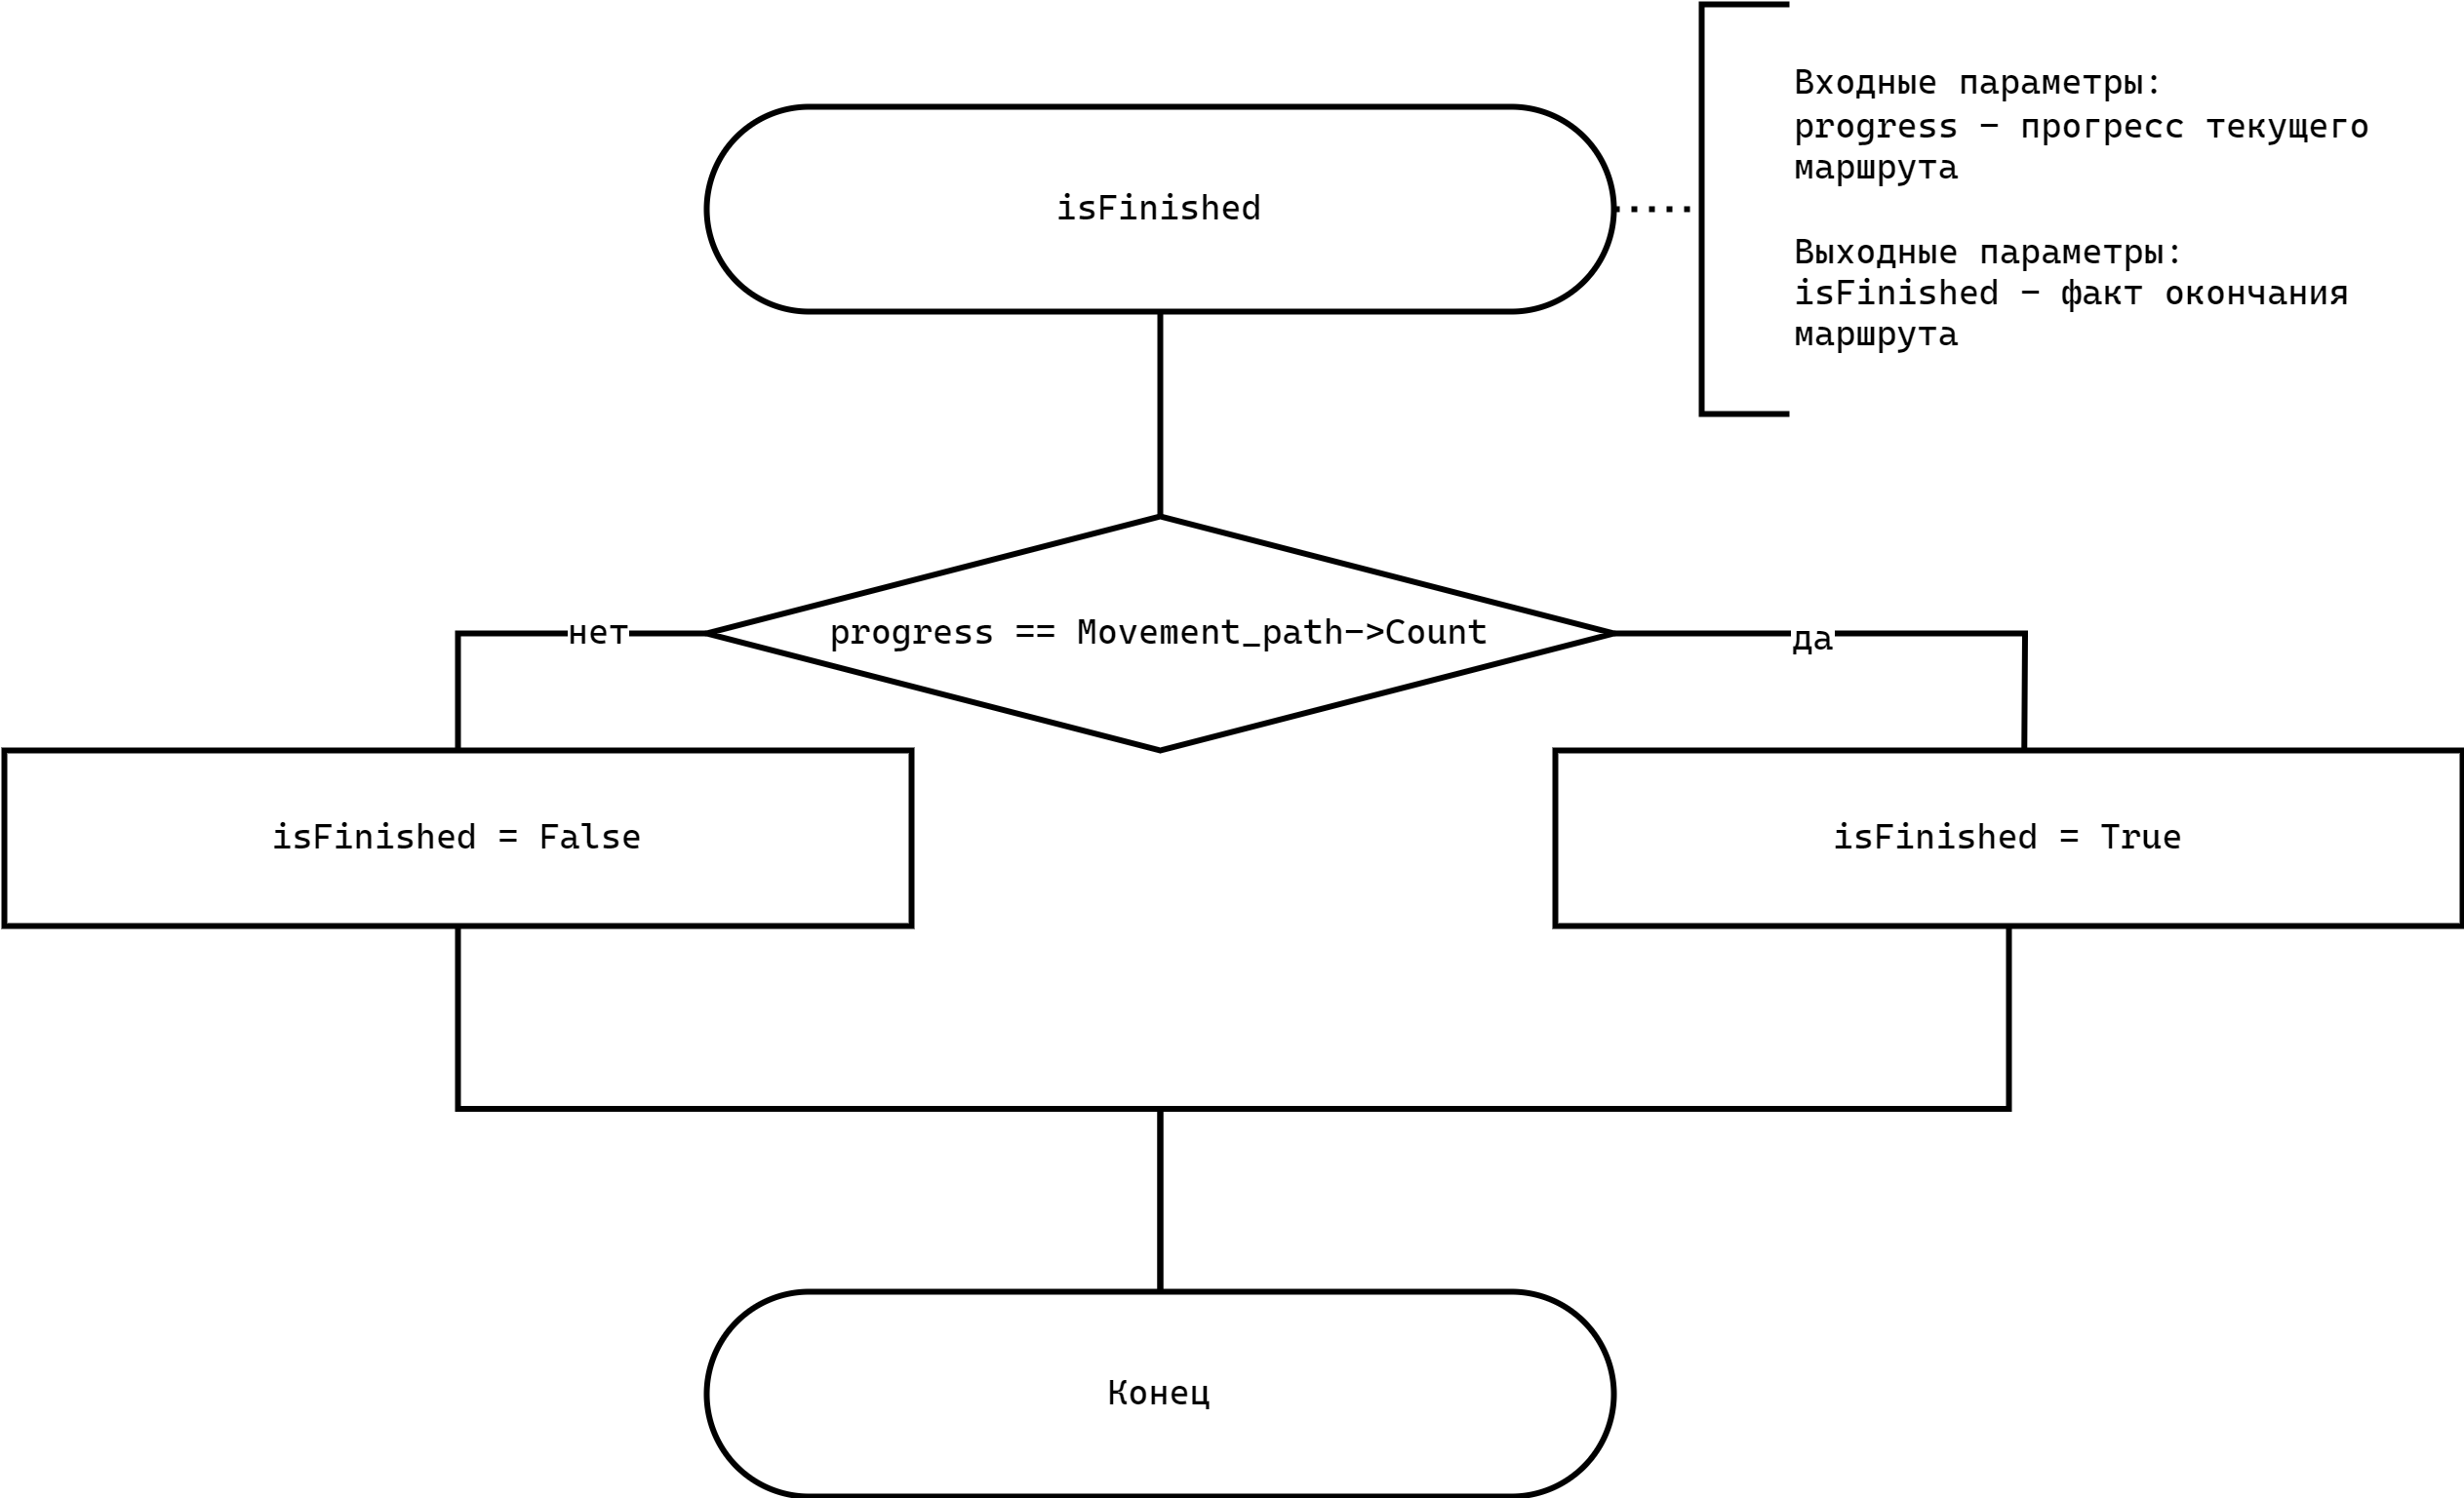 Входные параметры:
progress - прогресс текущего
маршрута
isFinished
Выходные параметры:
isFinished - факт окончания
маршрута
нет
progress == Movement_path->Count
да
isFinished = False
isFinished = True
Конец